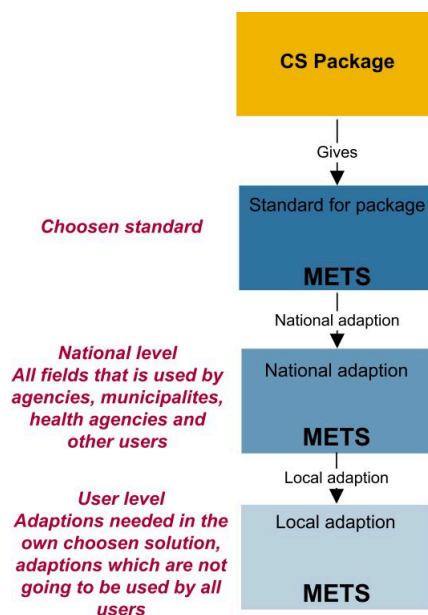 CS Package
Gives
Choosen standard
Standard for package
METS
National adaption
National level
All fields that is used by
agencies, municipalites,
health agencies and
other users
National adaption
METS
Local adaption
User level
Adaptions needed in the
own choosen solution,
adaptions which are not
going to be used by all
users
Local adaption
METS